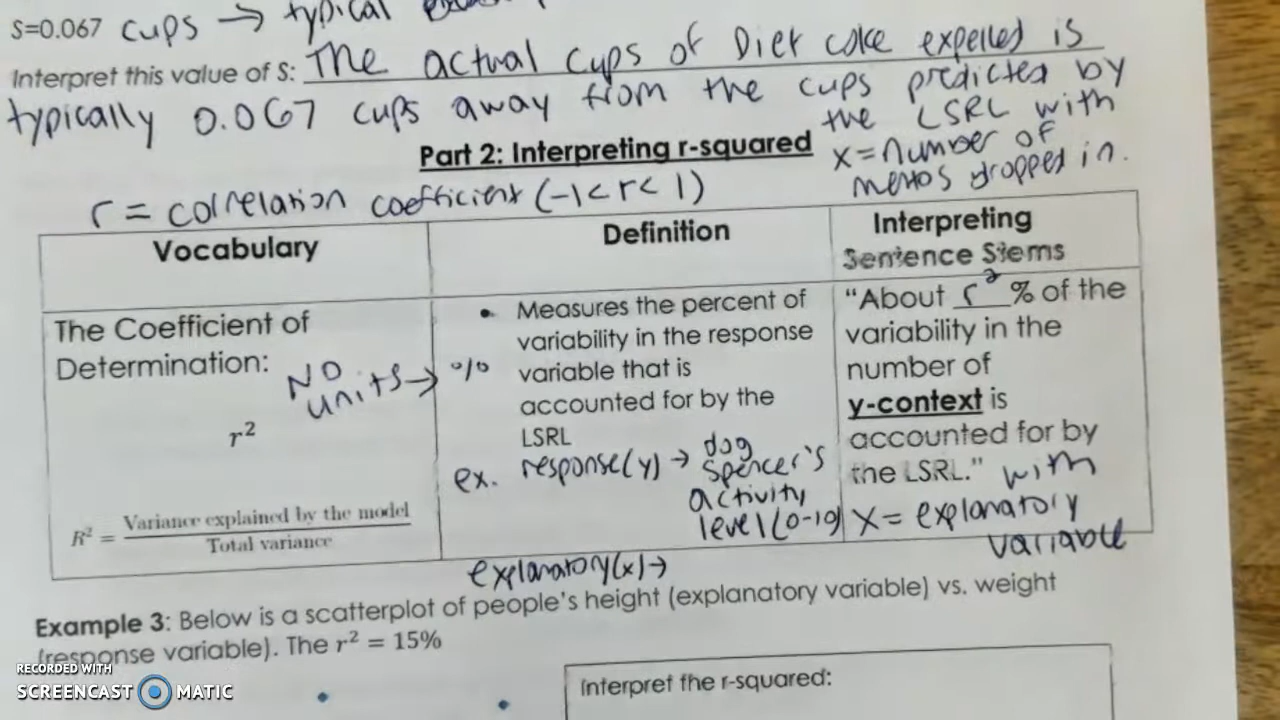 S=0.067 cups → typical
Interpret this value of S: The actual cups of Diet coke expelled is
typically 0.067 cups away from the cups predicted by
the LSRL with
x=number of
mentos dropped in.
Part 2: Interpreting r-squared
r = correlation coefficient (-1<r<1)
Vocabulary
Definition
Interpreting
Sentence Stems
The Coefficient of
Determination:
NO
units→ %
r²
R² = Variance explained by the model
Total variance
• Measures the percent of
variability in the response
variable that is
accounted for by the
LSRL
ex. response(y) → dog
Spencer's
activity
level(0-10)
explanatory(x)→
"About r² % of the
variability in the
number of
y-context is
accounted for by
the LSRL." with
X= explanatory
variable
Example 3: Below is a scatterplot of people's height (explanatory variable) vs. weight
(response variable). The r² = 15%
Interpret the r-squared:
RECORDED WITH
SCREENCAST MATIC